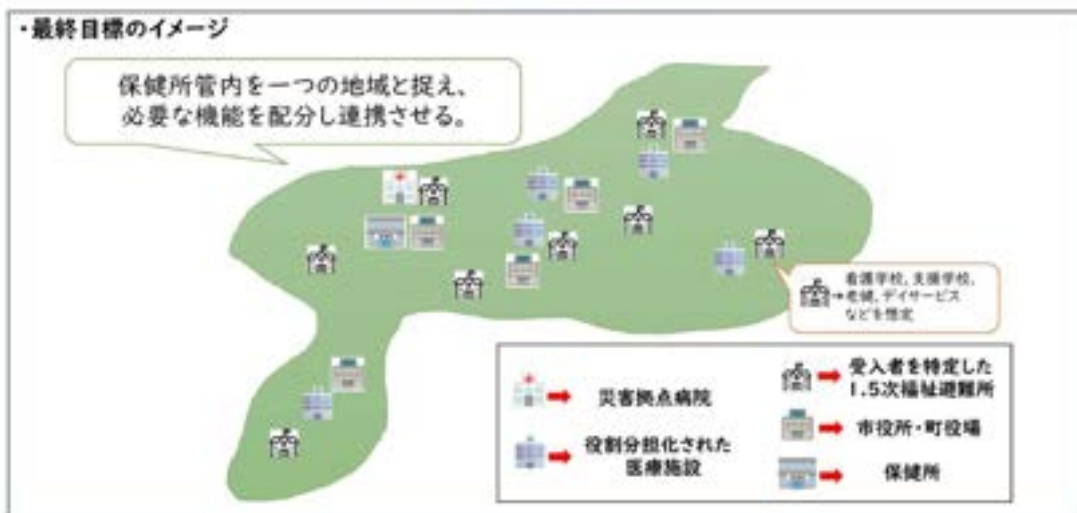 ・最終目標のイメージ
保健所管内を一つの地域と捉え、
必要な機能を配分し連携させる。
看護学校,支援学校,
→老健,デイサービス
などを想定
災害拠点病院
役割分担化された
医療施設
受入者を特定した
1.5次福祉避難所
市役所・町役場
保健所